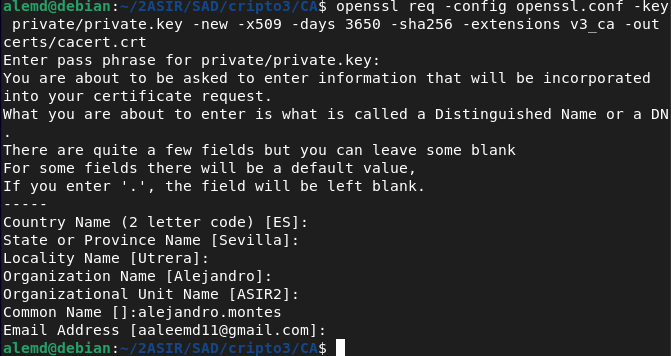 alemd@debian:~/2ASIR/SAD/cripto3/CA$ openssl req -config openssl.conf -key
 private/private.key -new -x509 -days 3650 -sha256 -extensions v3_ca -out
certs/cacert.crt
Enter pass phrase for private/private.key:
You are about to be asked to enter information that will be incorporated
into your certificate request.
What you are about to enter is what is called a Distinguished Name or a DN
.
There are quite a few fields but you can leave some blank
For some fields there will be a default value,
If you enter '.', the field will be left blank.
-----
Country Name (2 letter code) [ES]:
State or Province Name [Sevilla]:
Locality Name [Utrera]:
Organization Name [Alejandro]:
Organizational Unit Name [ASIR2]:
Common Name []:alejandro.montes
Email Address [aaleemd11@gmail.com]:
alemd@debian:~/2ASIR/SAD/cripto3/CA$